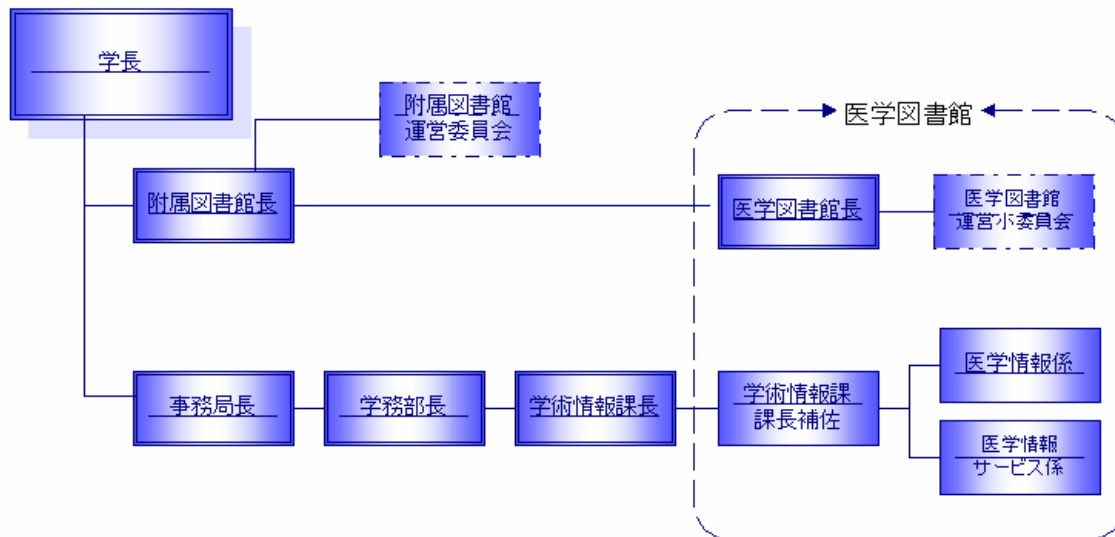 学長
附属図書館
運営委員会
医学図書館
附属図書館長
医学図書館長
医学図書館
運営小委員会
事務局長
学務部長
学術情報課長
学術情報課
課長補佐
医学情報係
医学情報
サービス係